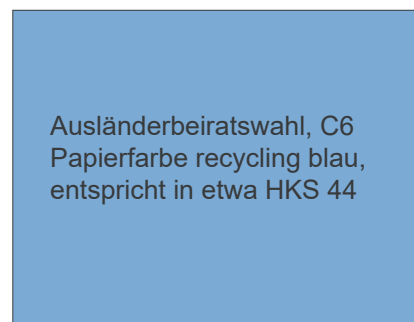 Ausländerbeiratswahl, C6
Papierfarbe recycling blau,
entspricht in etwa HKS 44